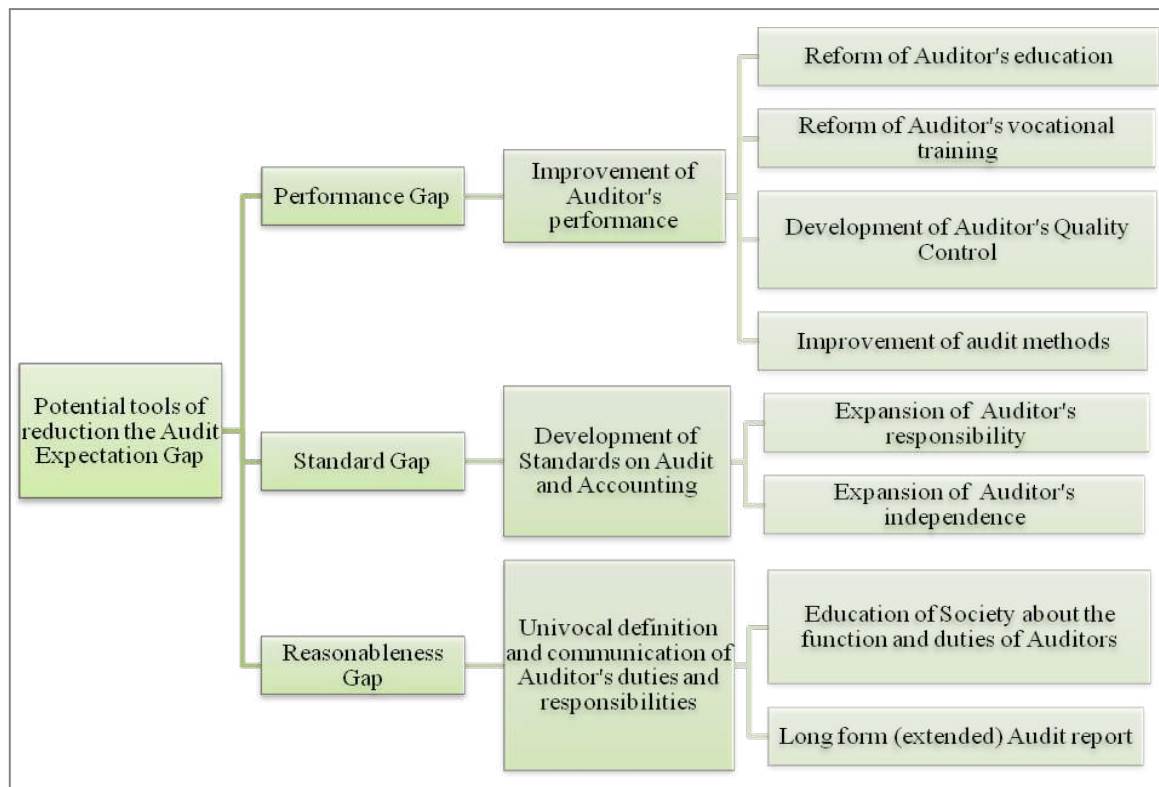 Potential tools of
reduction the Audit
Expectation Gap
Performance Gap
Improvement of
Auditor's
performance
Reform of Auditor's education
Reform of Auditor's vocational
training
Development of Auditor's Quality
Control
Improvement of audit methods
Standard Gap
Development of
Standards on Audit
and Accounting
Expansion of Auditor's
responsibility
Expansion of Auditor's
independence
Reasonableness
Gap
Univocal definition
and communication of
Auditor's duties and
responsibilities
Education of Society about the
function and duties of Auditors
Long form (extended) Audit report